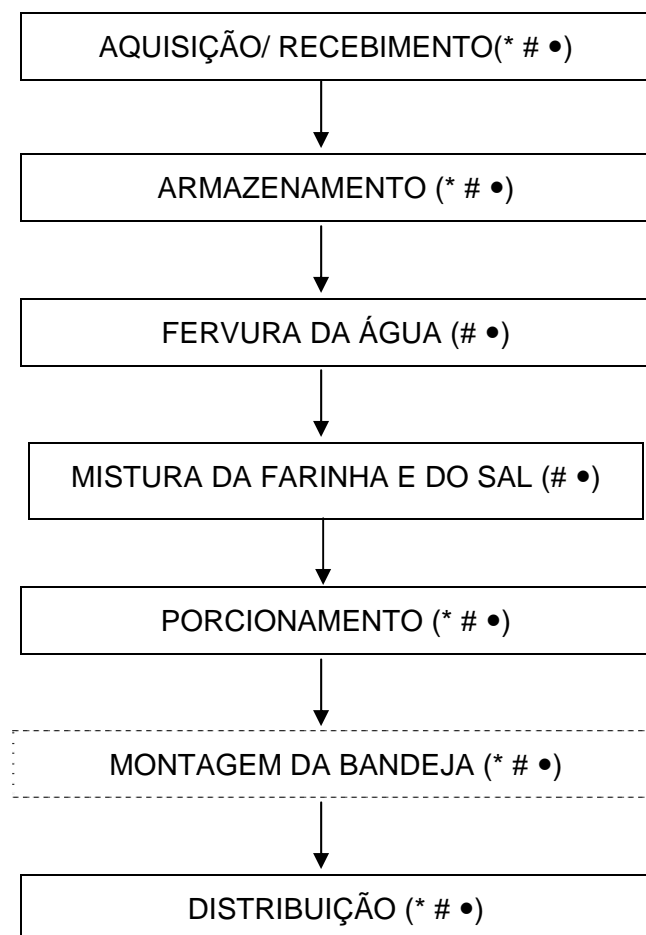 AQUISIÇÃO/ RECEBIMENTO(* # •)
ARMAZENAMENTO (* # •)
FERVURA DA ÁGUA (# •)
MISTURA DA FARINHA E DO SAL (# •)
PORCIONAMENTO (* # •)
MONTAGEM DA BANDEJA (* # •)
DISTRIBUIÇÃO (* # •)